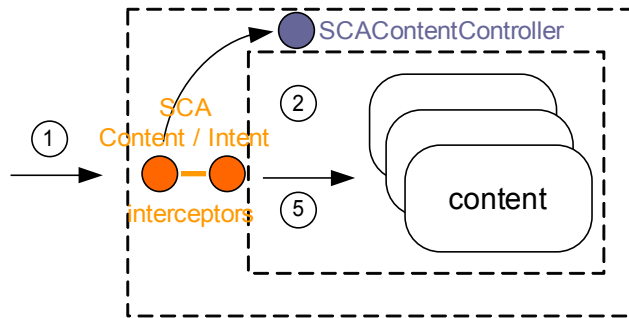 SCAContentController
SCA
Content / Intent
interceptors
1
2
5
content